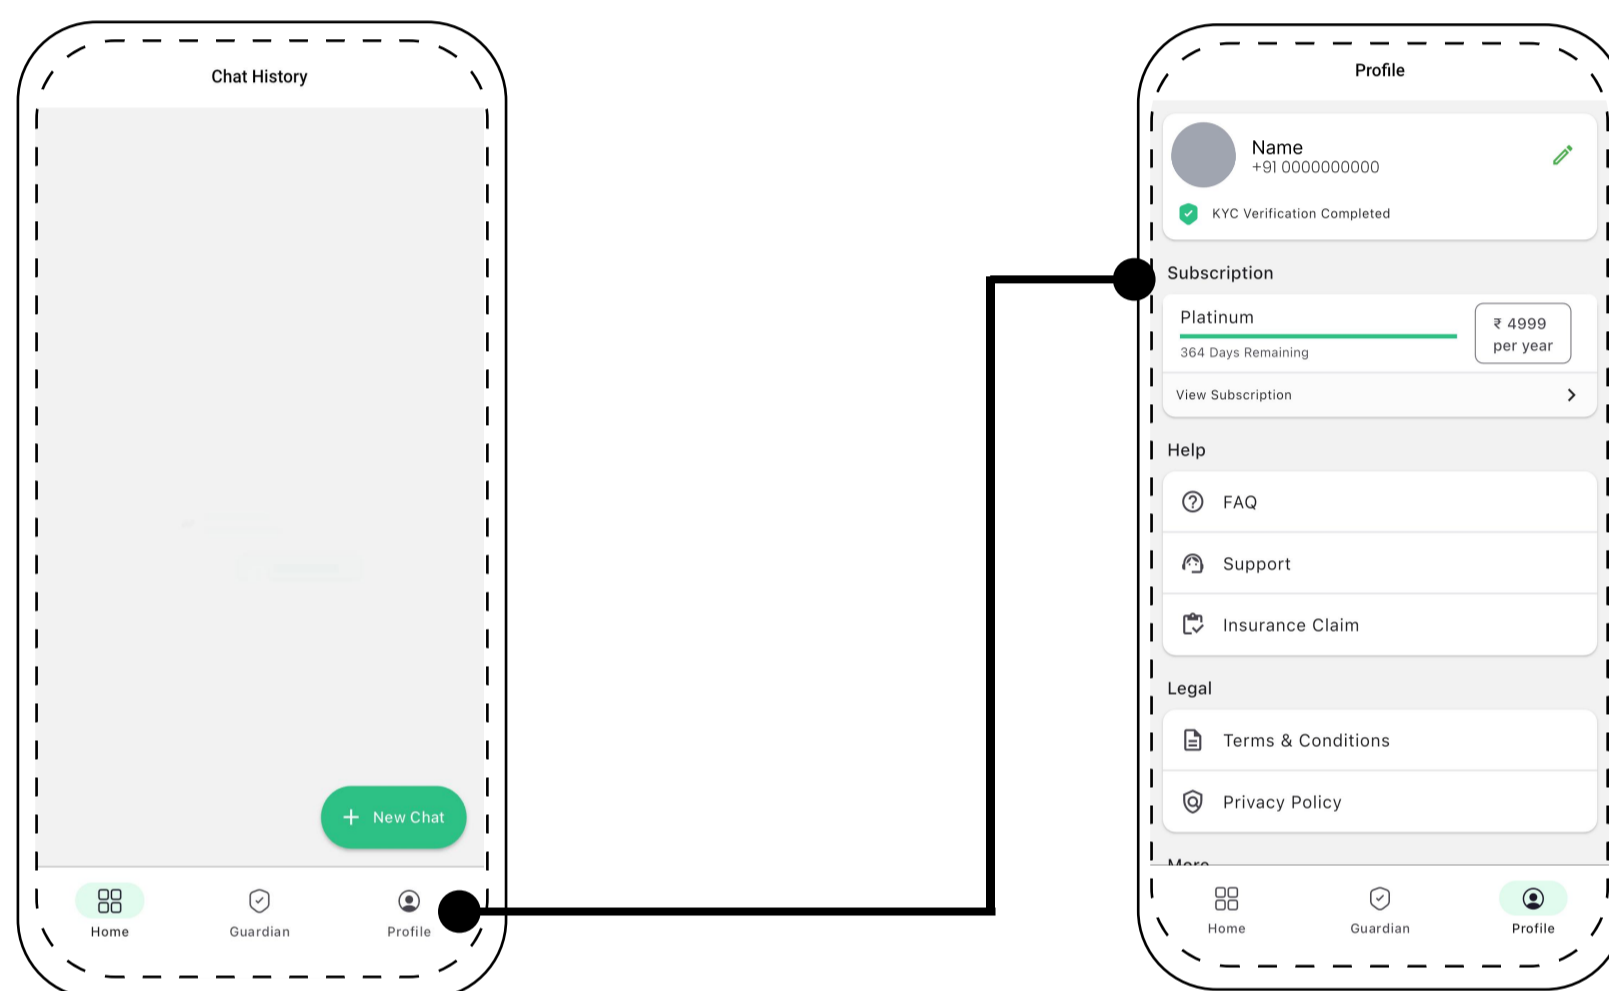 Chat History
New Chat
Home
Guardian
Profile
Profile
Name
+91 0000000000
KYC Verification Completed
Subscription
Platinum
364 Days Remaining
₹ 4999
per year
View Subscription
Help
FAQ
Support
Insurance Claim
Legal
Terms & Conditions
Privacy Policy
More
Home
Guardian
Profile